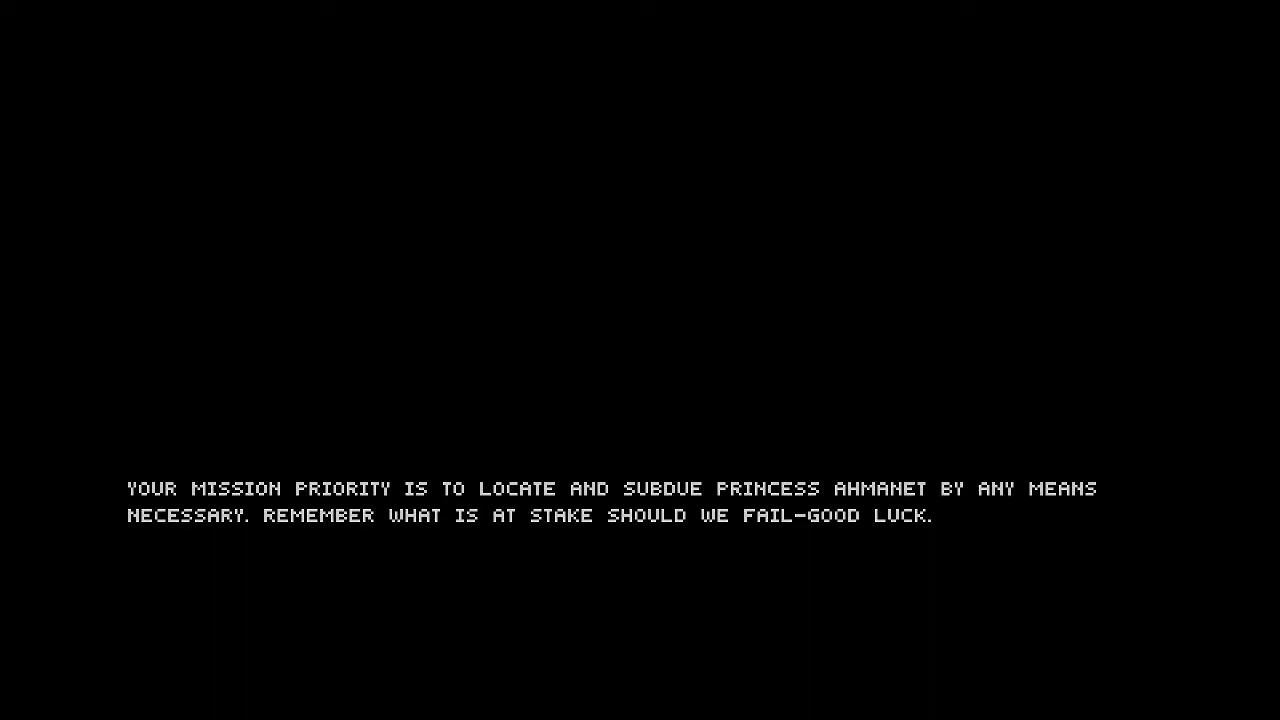 YOUR MISSION PRIORITY IS TO LOCATE AND SUBDUE PRINCESS AHMANET BY ANY MEANS
NECESSARY. REMEMBER WHAT IS AT STAKE SHOULD WE FAIL-GOOD LUCK.